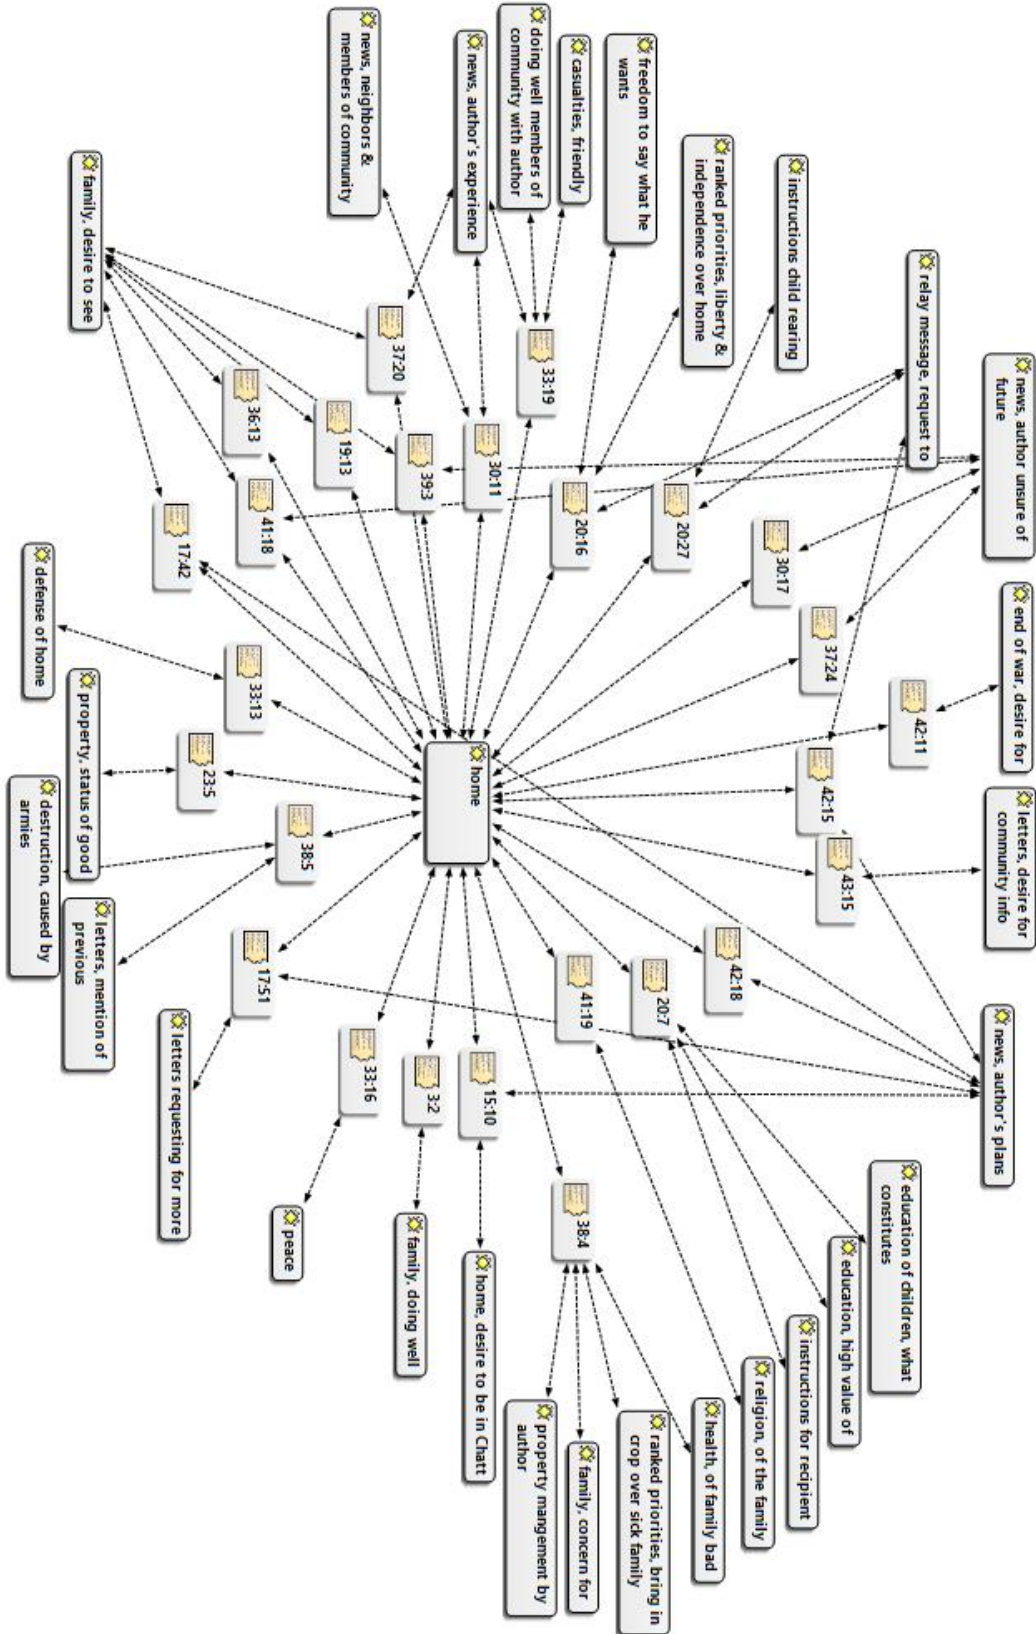 news, author unsure of
future
end of war, desire for
letters, desire for
community info
news, author's plans
relay message, request to
education of children, what
constitutes
42:11
education, high value of
instructions child rearing
37:24
42:15
43:15
instructions for recipient
30:17
religion, of the family
ranked priorities, liberty &
independence over home
42:18
health, of family bad
20:27
20:7
ranked priorities, bring in
crop over sick family
freedom to say what he
wants
20:16
41:19
38:4
family, concern for
casualties, friendly
doing well members of
community with author
33:19
property mangement by
author
news, author's experience
30:11
home
15:10
home, desire to be in Chatt
39:3
3:2
family, doing well
news, neighbors &
members of community
37:20
19:13
33:16
peace
36:13
41:18
38:5
17:51
33:13
17:42
23:5
letters requesting for more
family, desire to see
property, status of good
letters, mention of
previous
defense of home
destruction, caused by
armies